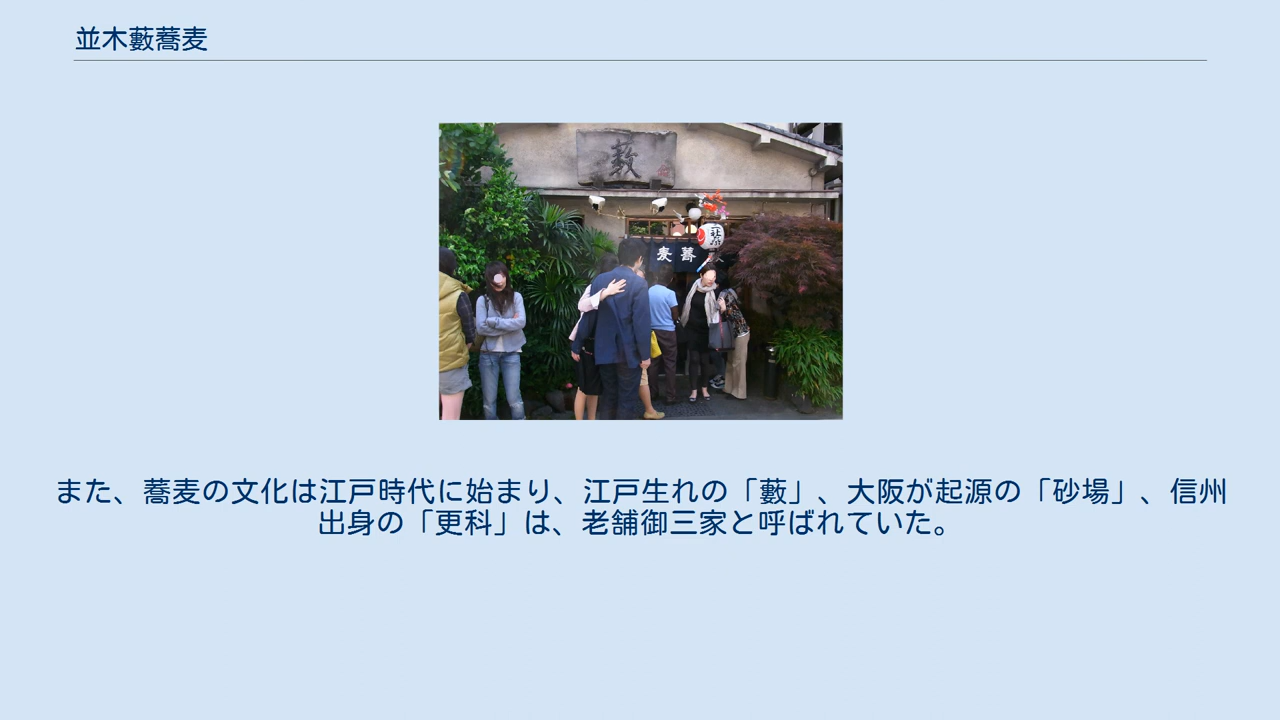 並木藪蕎麦
藪
蕎麦
また、蕎麦の文化は江戸時代に始まり、江戸生れの「藪」、大阪が起源の「砂場」、信州
出身の「更科」は、老舗御三家と呼ばれていた。